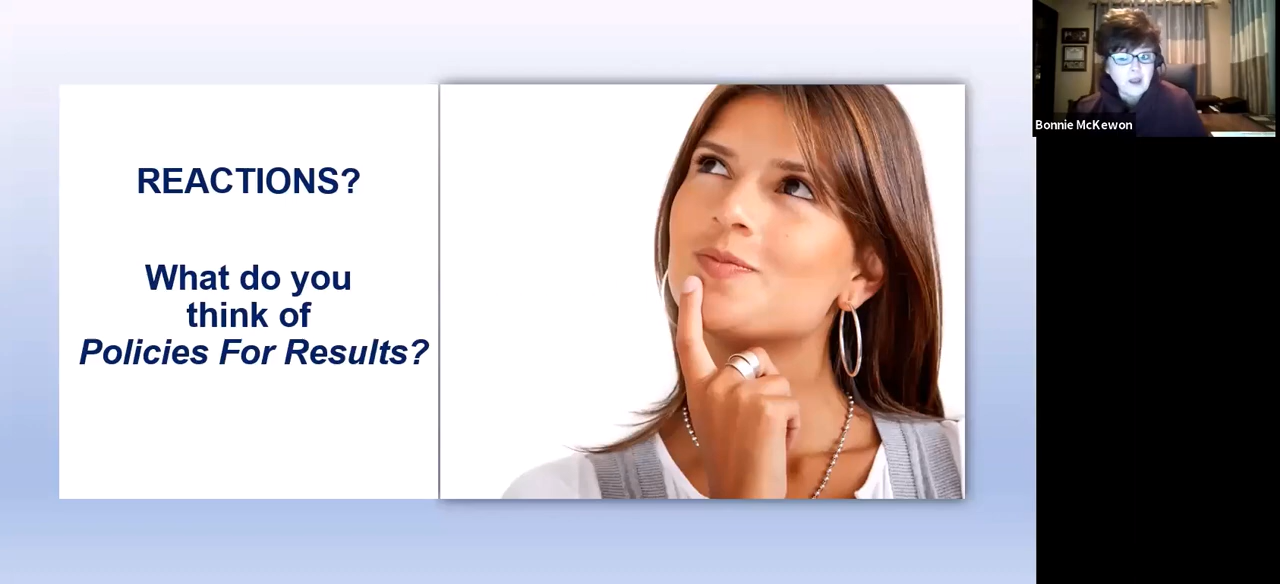 REACTIONS?
What do you
think of
Policies For Results?
Bonnie McKewon